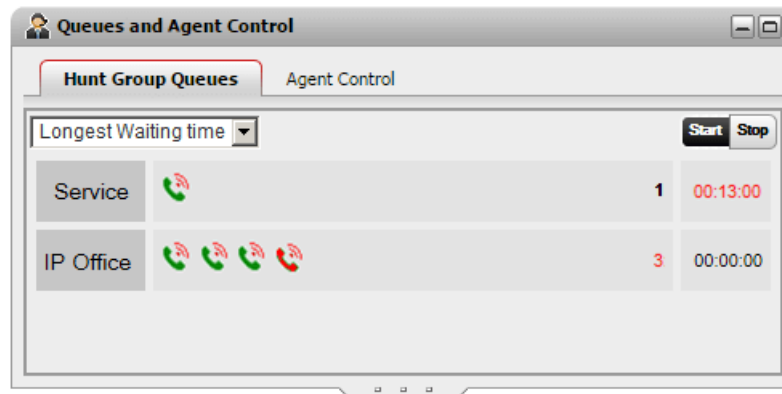 Queues and Agent Control
Hunt Group Queues Agent Control
Longest Waiting time Start Stop
Service 1 00:13:00
IP Office 3 00:00:00